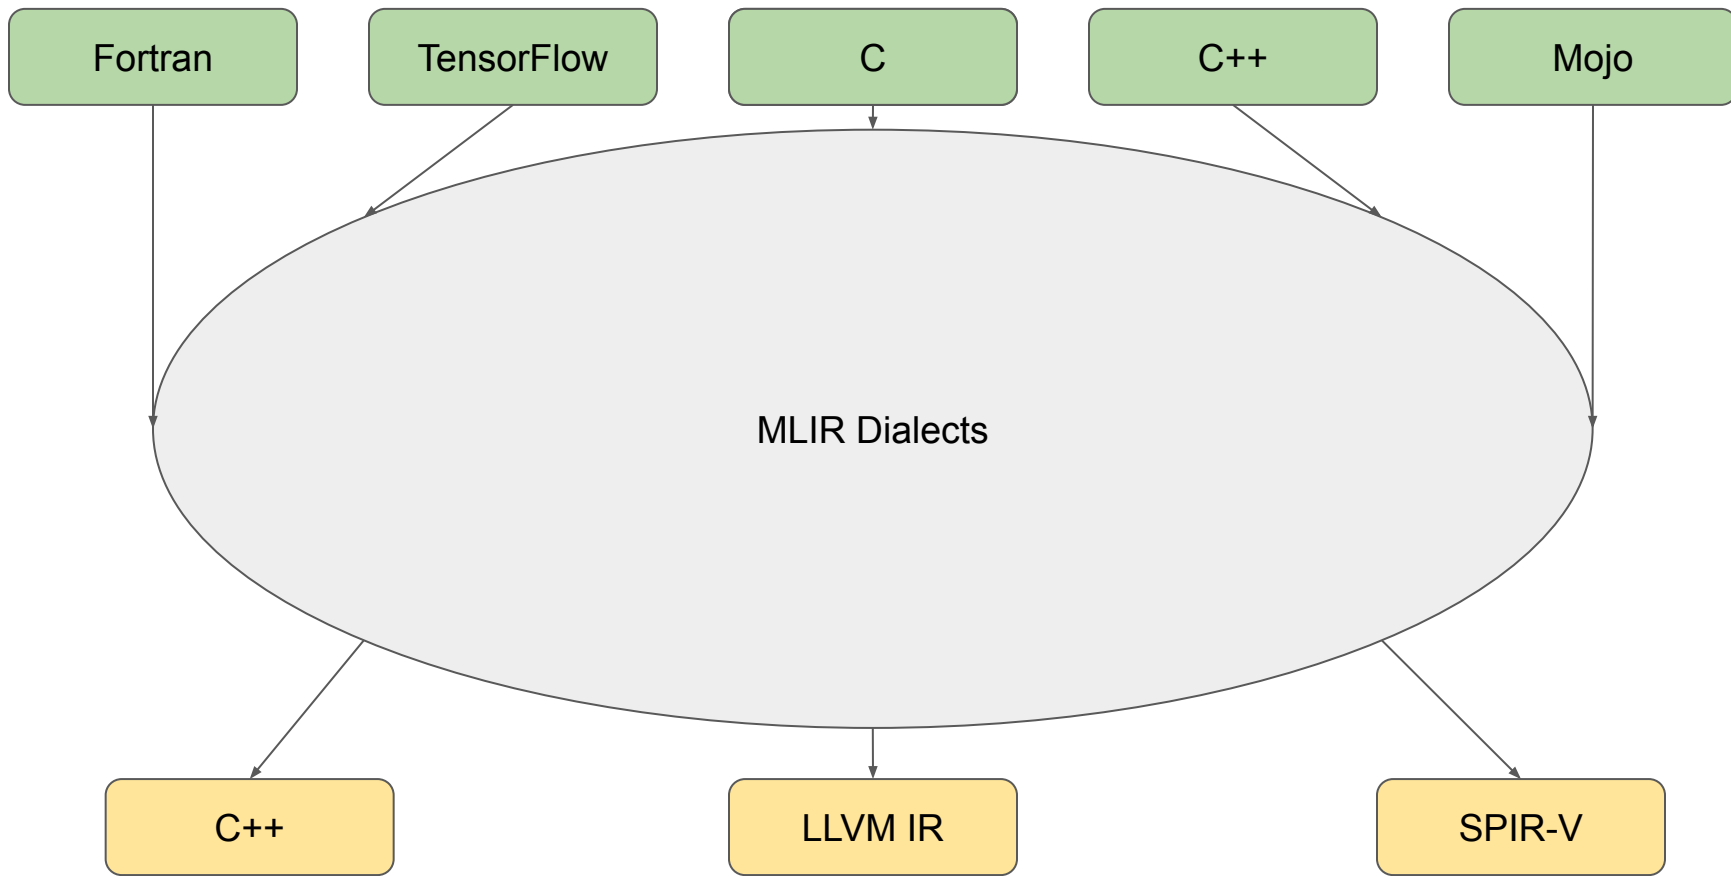 Fortran
TensorFlow
C
C++
Mojo
MLIR Dialects
C++
LLVM IR
SPIR-V